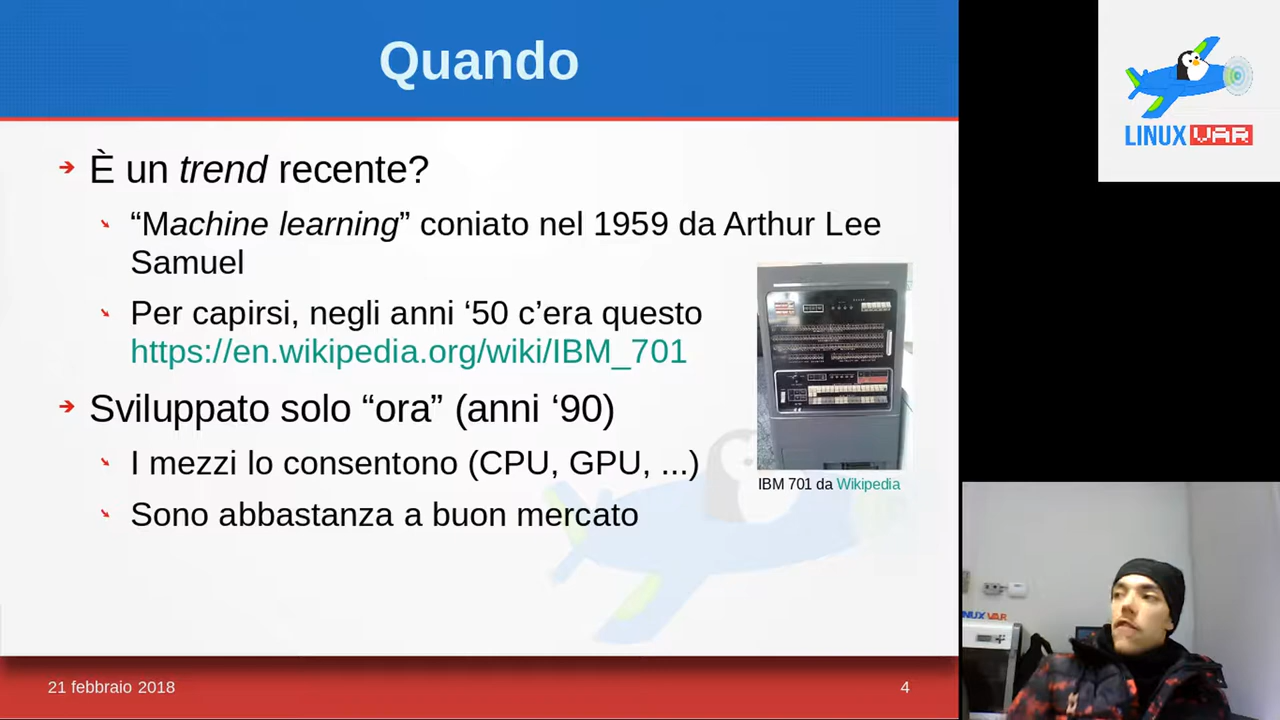 Quando
È un trend recente?
“Machine learning” coniato nel 1959 da Arthur Lee
Samuel
Per capirsi, negli anni ‘50 c’era questo
https://en.wikipedia.org/wiki/IBM_701
Sviluppato solo “ora” (anni ‘90)
I mezzi lo consentono (CPU, GPU, ...)
Sono abbastanza a buon mercato
IBM 701 da Wikipedia
21 febbraio 2018
4
LINUX VAR
NUX VAR